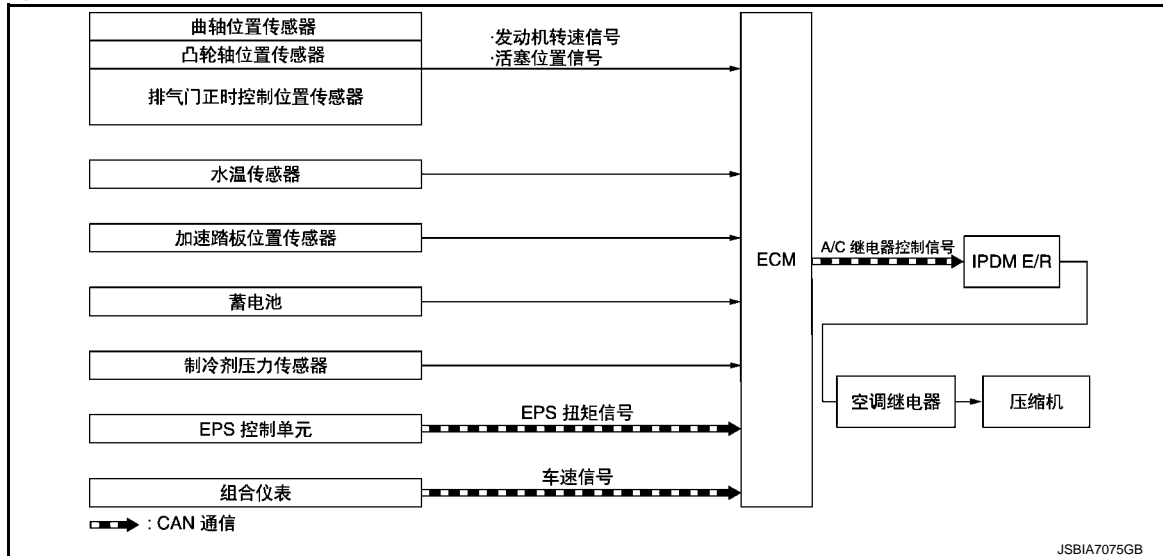 曲轴位置传感器
凸轮轴位置传感器
排气门正时控制位置传感器
·发动机转速信号
·活塞位置信号
水温传感器
加速踏板位置传感器
蓄电池
制冷剂压力传感器
EPS 控制单元
EPS 扭矩信号
组合仪表
车速信号
ECM
A/C 继电器控制信号
IPDM E/R
空调继电器
压缩机
: CAN 通信
JSBIA7075GB